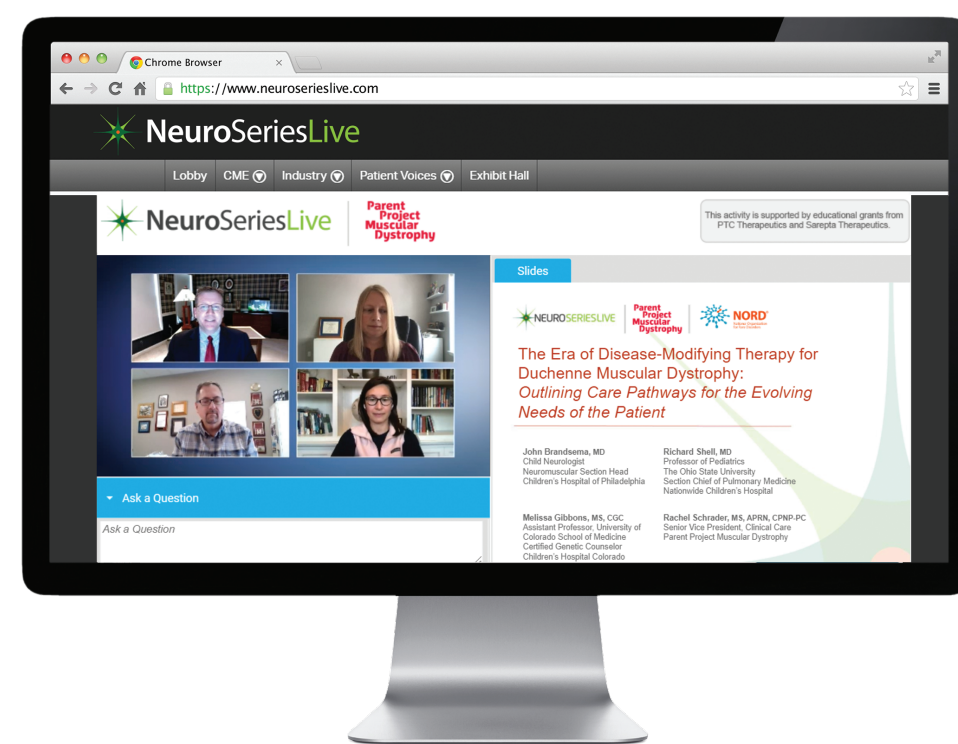 Chrome Browser
https://www.neuroserieslive.com
NeuroSeriesLive
Lobby CME Industry Patient Voices Exhibit Hall
NeuroSeriesLive
Parent
Project
Muscular
Dystrophy
This activity is supported by educational grants from
PTC Therapeutics and Sarepta Therapeutics.
Slides
NEUROSERIESLIVE
Parent
Project
Muscular
Dystrophy
NORD
The Era of Disease-Modifying Therapy for
Duchenne Muscular Dystrophy:
Outlining Care Pathways for the Evolving
Needs of the Patient
John Brandsema, MD
Child Neurologist
Neuromuscular Section Head
Children's Hospital of Philadelphia
Richard Shell, MD
Professor of Pediatrics
The Ohio State University
Section Chief of Pulmonary Medicine
Nationwide Children's Hospital
Melissa Gibbons, MS, CGC
Assistant Professor, University of
Colorado School of Medicine
Certified Genetic Counselor
Children's Hospital Colorado
Rachel Schrader, MS, APRN, CPNP-PC
Senior Vice President, Clinical Care
Parent Project Muscular Dystrophy
Ask a Question
Ask a Question